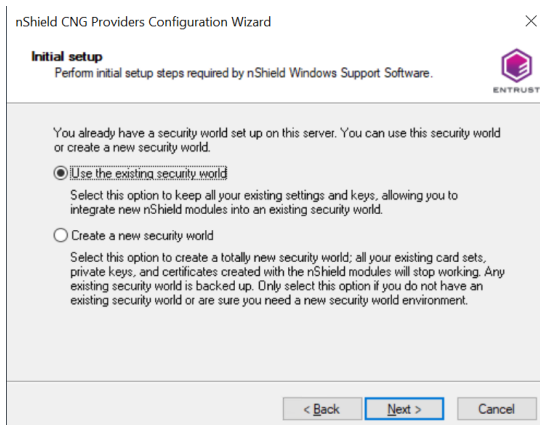 nShield CNG Providers Configuration Wizard
Initial setup
Perform initial setup steps required by nShield Windows Support Software.
ENTRUST
You already have a security world set up on this server. You can use this security world
or create a new security world.
Use the existing security world
Select this option to keep all your existing settings and keys, allowing you to
integrate new nShield modules into an existing security world.
Create a new security world
Select this option to create a totally new security world; all your existing card sets,
private keys, and certificates created with the nShield modules will stop working. Any
existing security world is backed up. Only select this option if you do not have an
existing security world or are sure you need a new security world environment.
< Back Next > Cancel